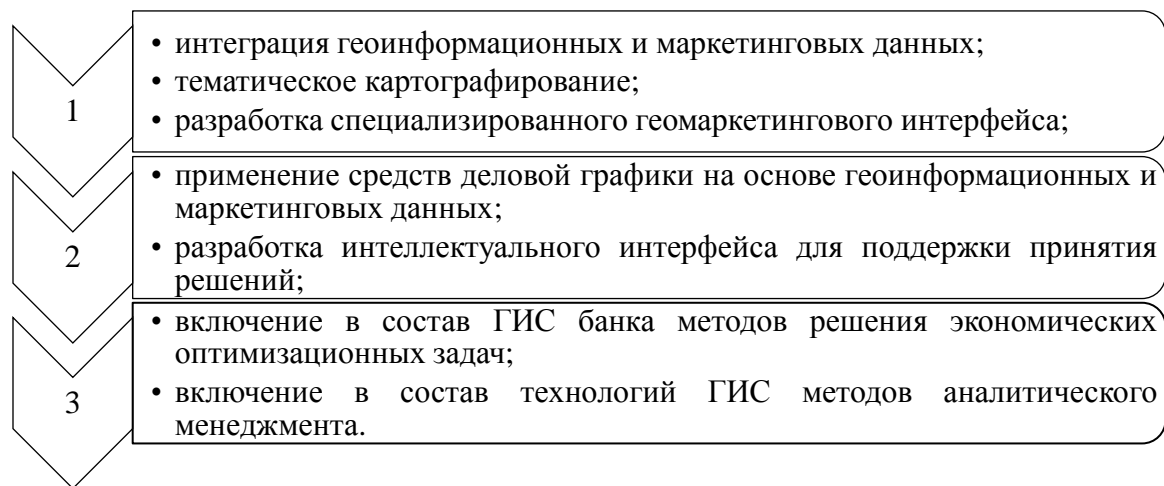 1
• интеграция геоинформационных и маркетинговых данных;
• тематическое картографирование;
• разработка специализированного геомаркетингового интерфейса;
2
• применение средств деловой графики на основе геоинформационных и
маркетинговых данных;
• разработка интеллектуального интерфейса для поддержки принятия
решений;
3
• включение в состав ГИС банка методов решения экономических
оптимизационных задач;
• включение в состав технологий ГИС методов аналитического
менеджмента.